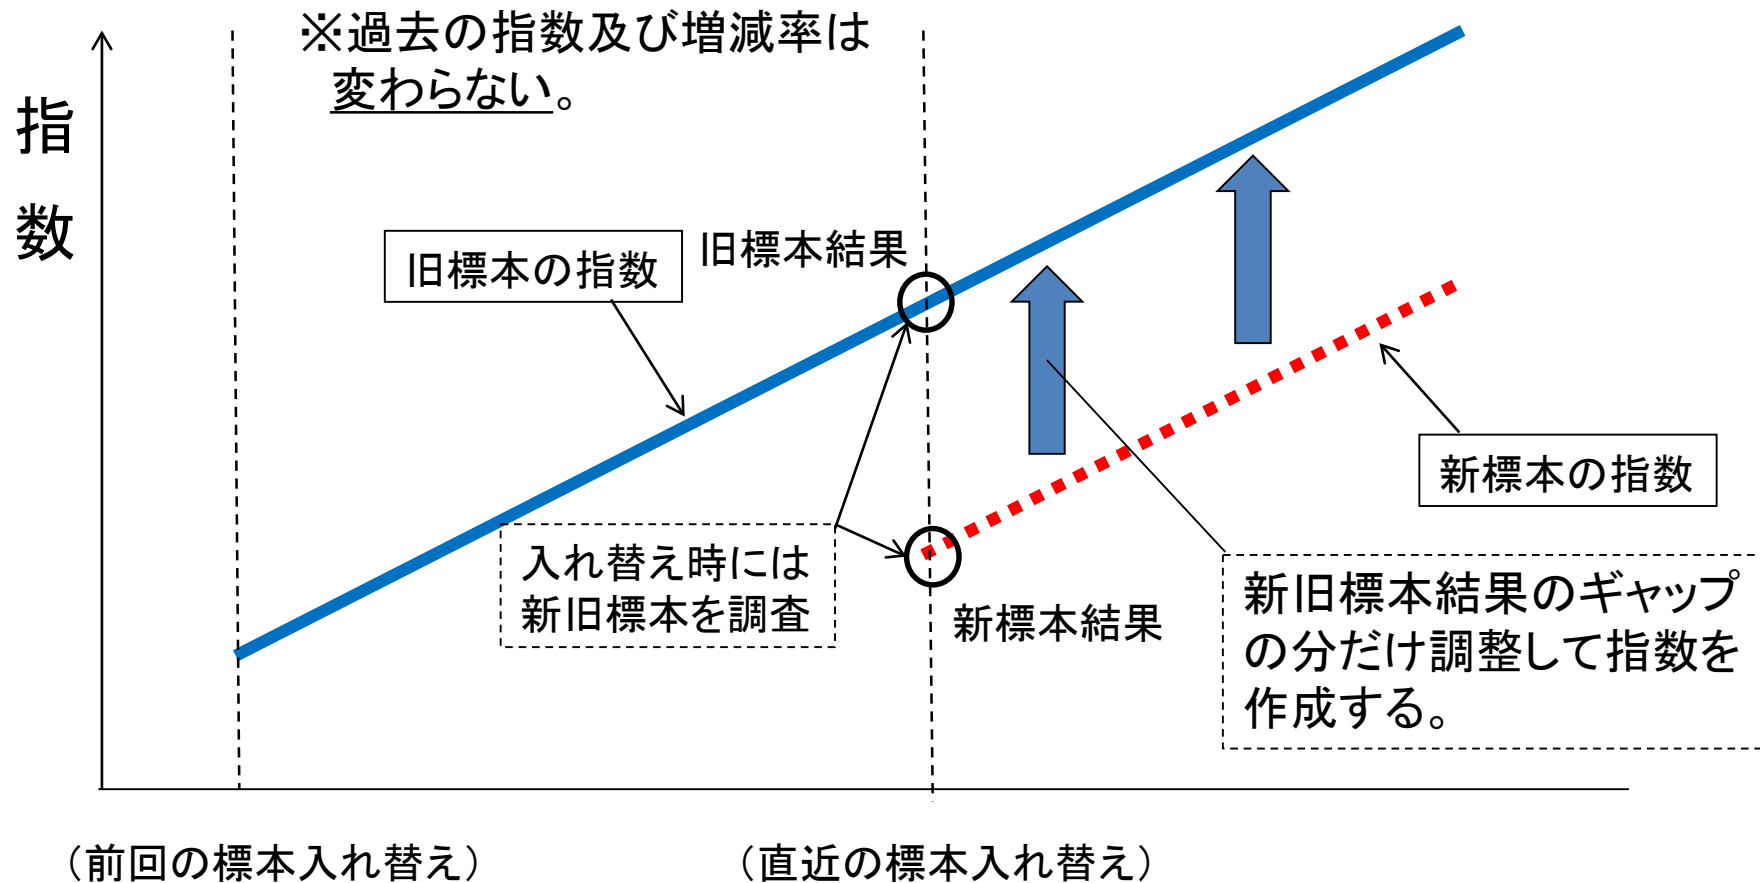 ※過去の指数及び増減率は
変わらない。
指
数
旧標本の指数
旧標本結果
新標本の指数
入れ替え時には
新旧標本を調査
新標本結果
新旧標本結果のギャップ
の分だけ調整して指数を
作成する。
（前回の標本入れ替え）
（直近の標本入れ替え）